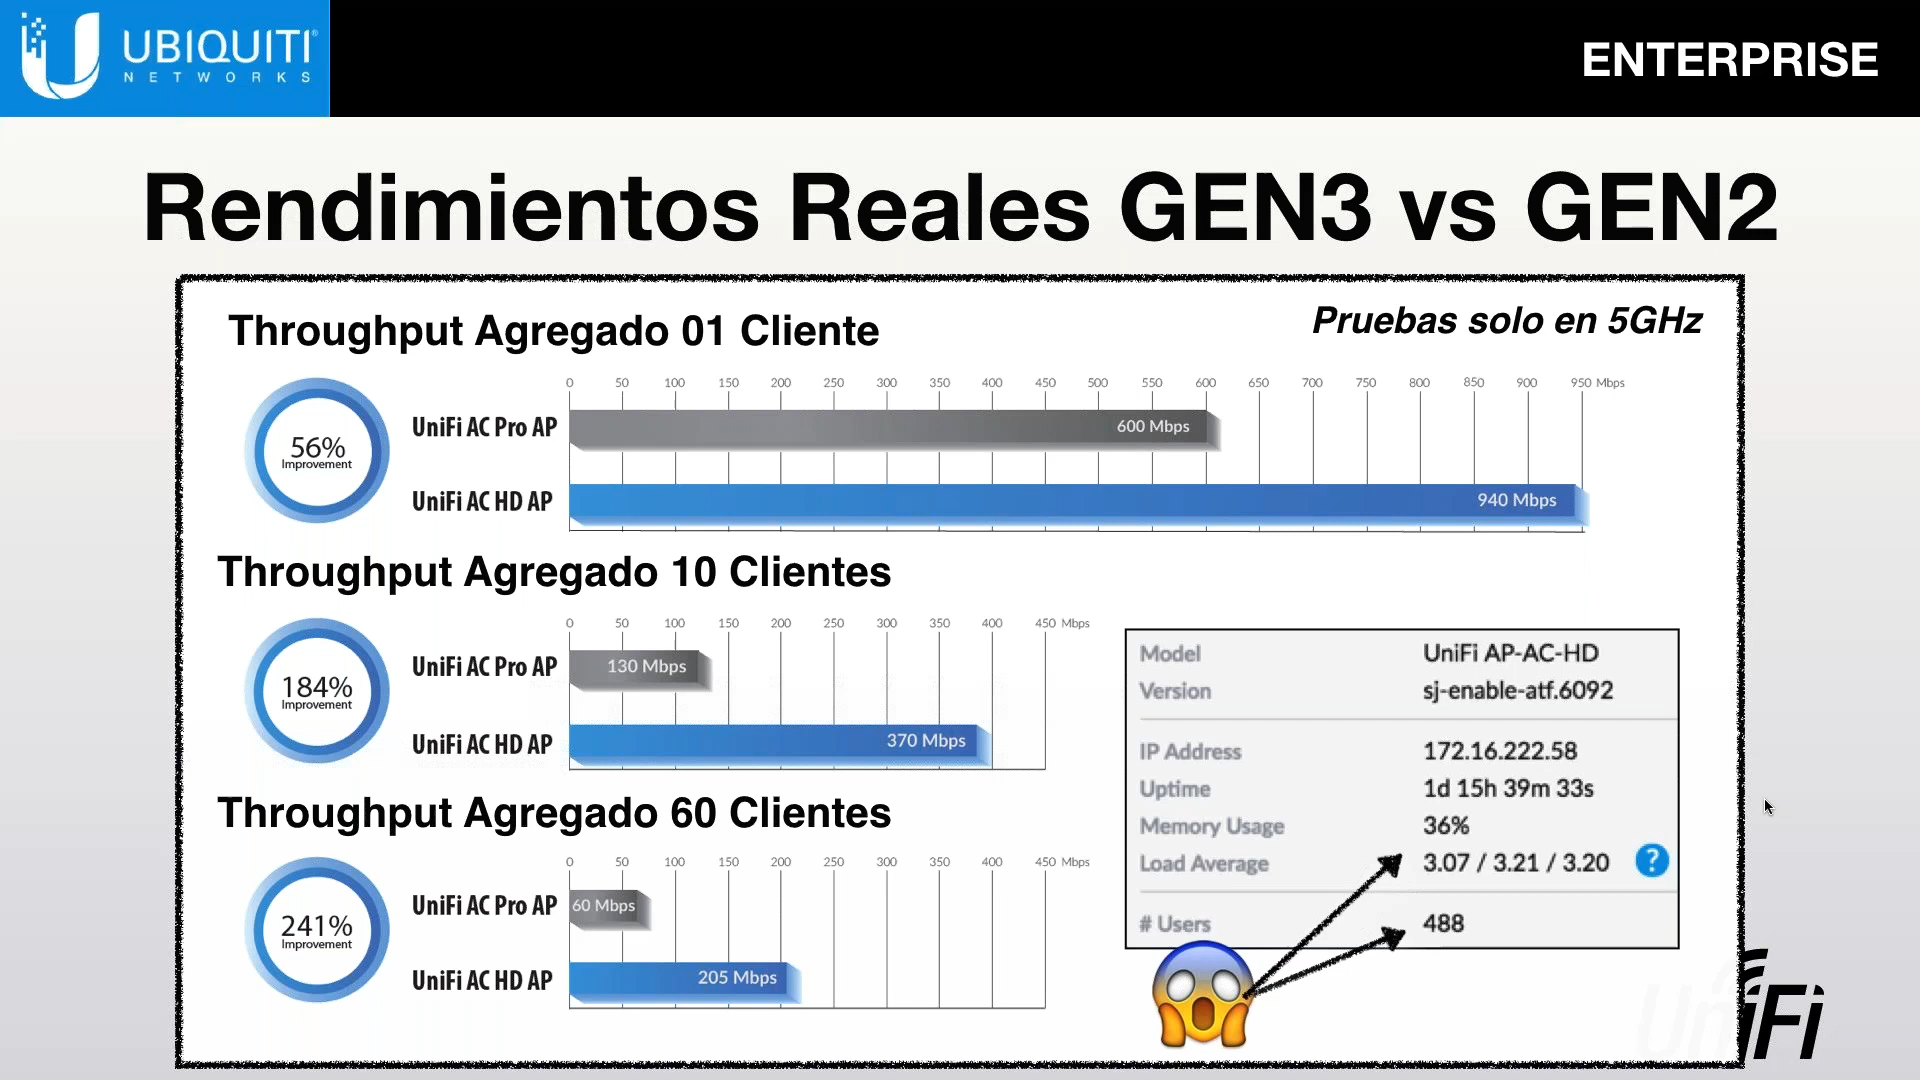 UBIQUITI®
NETWORKS
ENTERPRISE
Rendimientos Reales GEN3 vs GEN2
Throughput Agregado 01 Cliente
Pruebas solo en 5GHz
0 50 100 150 200 250 300 350 400 450 500 550 600 650 700 750 800 850 900 950 Mbps
56%
Improvement
UniFi AC Pro AP
600 Mbps
UniFi AC HD AP
940 Mbps
Throughput Agregado 10 Clientes
0 50 100 150 200 250 300 350 400 450 Mbps
184%
Improvement
UniFi AC Pro AP
130 Mbps
UniFi AC HD AP
370 Mbps
Throughput Agregado 60 Clientes
0 50 100 150 200 250 300 350 400 450 Mbps
241%
Improvement
UniFi AC Pro AP
60 Mbps
UniFi AC HD AP
205 Mbps
Model UniFi AP-AC-HD
Version sj-enable-atf.6092
IP Address 172.16.222.58
Uptime 1d 15h 39m 33s
Memory Usage 36%
Load Average 3.07 / 3.21 / 3.20 ?
# Users 488
UniFi